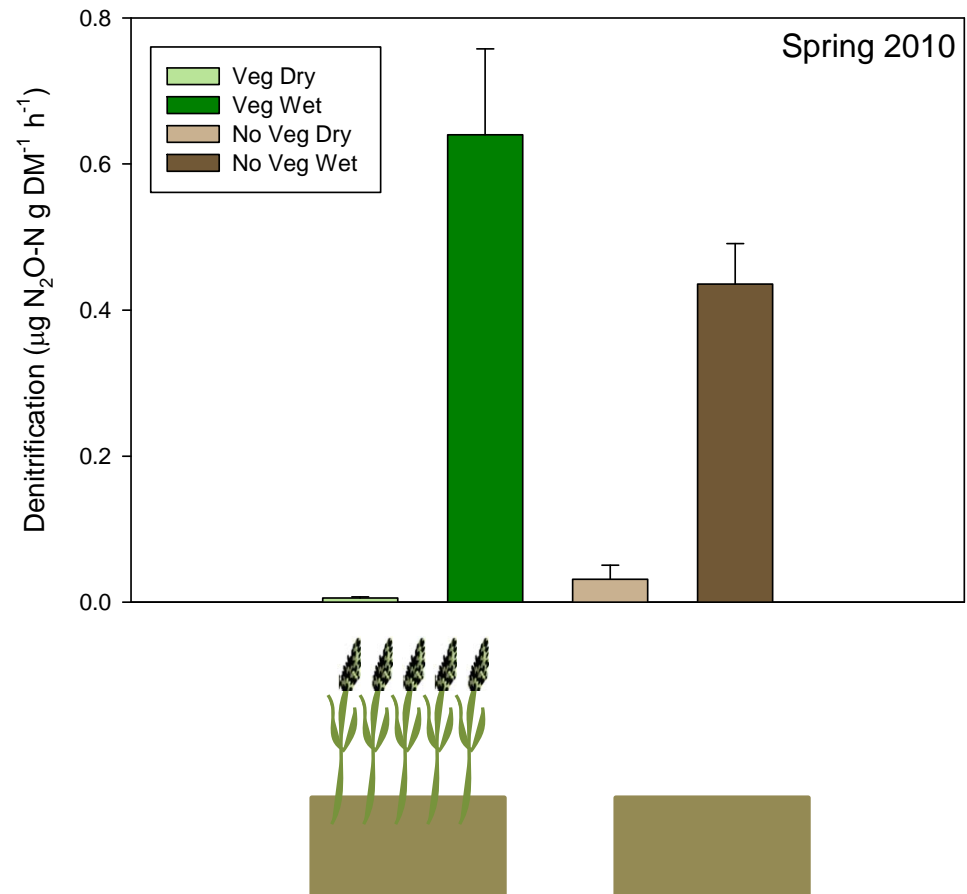 Spring 2010
Veg Dry
Veg Wet
No Veg Dry
No Veg Wet
Denitrification (μg N₂O-N g DM⁻¹ h⁻¹)
0.8
0.6
0.4
0.2
0.0